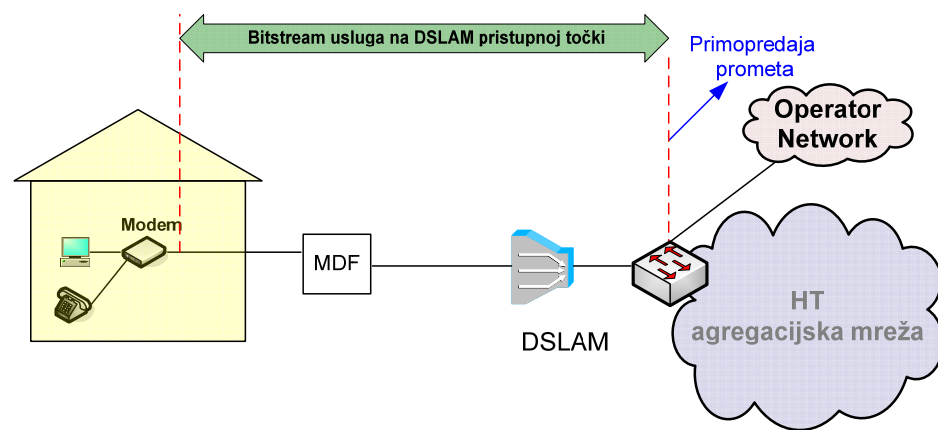 Bitstream usluga na DSLAM pristupnoj točki
Primopredaja
prometa
Operator
Network
Modem
MDF
DSLAM
HT
agregacijska mreža